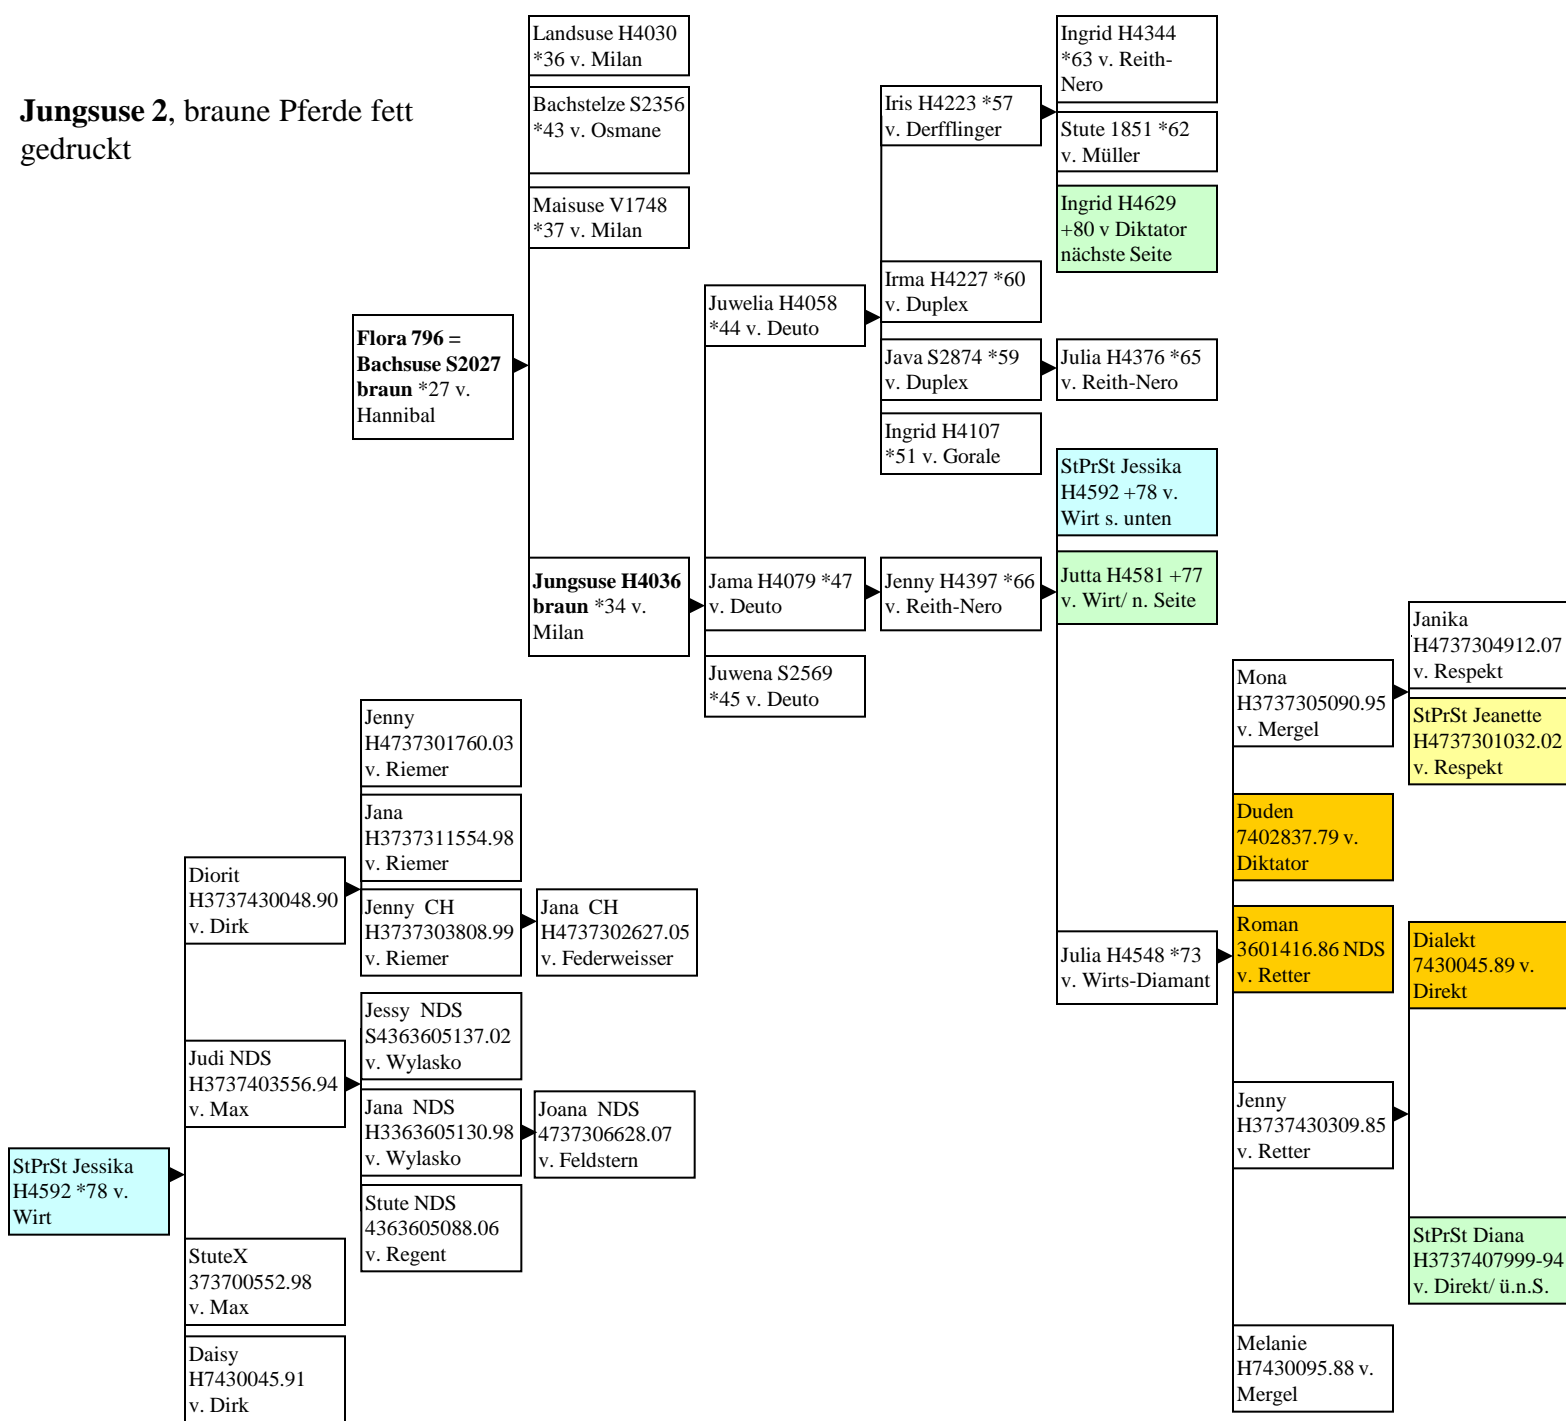 Jungsuse 2, braune Pferde fett
gedruckt
Landsuse H4030
*36 v. Milan
Bachstelze S2356
*43 v. Osmane
Maisuse V1748
*37 v. Milan
Flora 796 =
Bachsuse S2027
braun *27 v.
Hannibal
Jungsuse H4036
braun *34 v.
Milan
Juwelia H4058
*44 v. Deuto
Jama H4079 *47
v. Deuto
Juwena S2569
*45 v. Deuto
Iris H4223 *57
v. Derfflinger
Irma H4227 *60
v. Duplex
Java S2874 *59
v. Duplex
Ingrid H4107
*51 v. Gorale
Jenny H4397 *66
v. Reith-Nero
Ingrid H4344
*63 v. Reith-
Nero
Stute 1851 *62
v. Müller
Ingrid H4629
+80 v Diktator
nächste Seite
Julia H4376 *65
v. Reith-Nero
StPrSt Jessika
H4592 +78 v.
Wirt s. unten
Jutta H4581 +77
v. Wirt/ n. Seite
Julia H4548 *73
v. Wirts-Diamant
Mona
H3737305090.95
v. Mergel
Duden
7402837.79 v.
Diktator
Roman
3601416.86 NDS
v. Retter
Jenny
H3737430309.85
v. Retter
Melanie
H7430095.88 v.
Mergel
Janika
H4737304912.07
v. Respekt
StPrSt Jeanette
H4737301032.02
v. Respekt
Dialekt
7430045.89 v.
Direkt
StPrSt Diana
H3737407999-94
v. Direkt/ ü.n.S.
StPrSt Jessika
H4592 *78 v.
Wirt
Diorit
H3737430048.90
v. Dirk
Judi NDS
H3737403556.94
v. Max
StuteX
373700552.98
v. Max
Daisy
H7430045.91
v. Dirk
Jenny
H4737301760.03
v. Riemer
Jana
H3737311554.98
v. Riemer
Jenny CH
H3737303808.99
v. Riemer
Jana CH
H4737302627.05
v. Federweisser
Jessy NDS
S4363605137.02
v. Wylasko
Jana NDS
H3363605130.98
v. Wylasko
Joana NDS
4737306628.07
v. Feldstern
Stute NDS
4363605088.06
v. Regent